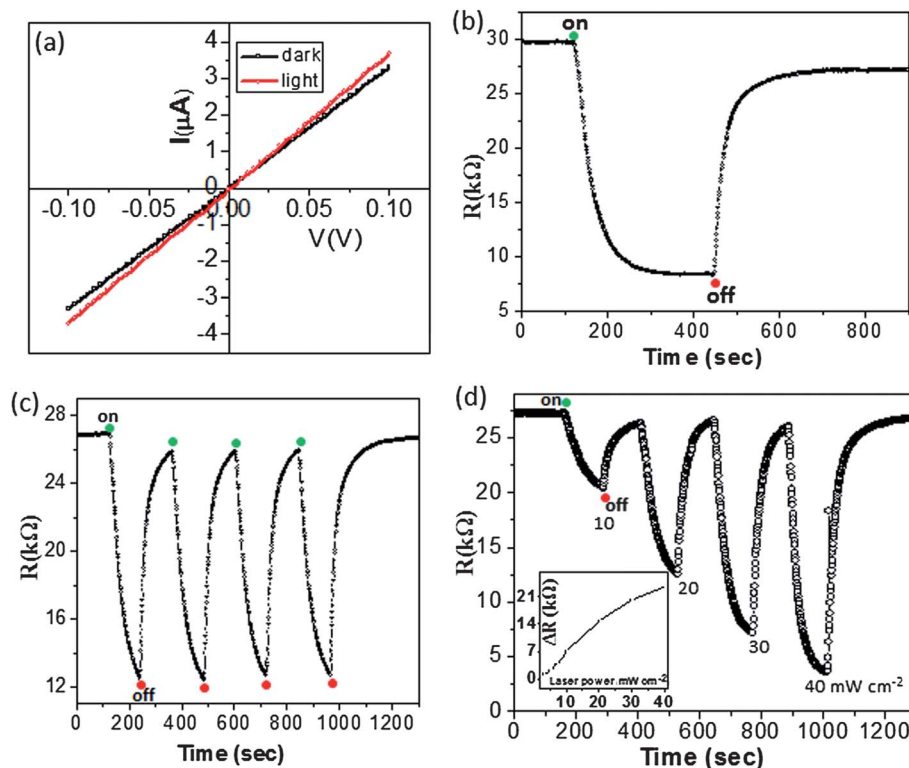 (a)
4
3
2
1
0
-1
-2
-3
-4
I(μA)
dark
light
-0.10 -0.05 0.00 0.05 0.10
V(V)
(b)
30
25
20
15
10
5
R(kΩ)
on
off
0 200 400 600 800
Time (sec)
(c)
28
24
20
16
12
R(kΩ)
on
off
0 200 400 600 800 1000 1200
Time (sec)
(d)
25
20
15
10
5
0
R(kΩ)
on
off
10
20
30
40 mW cm-2
21
14
7
0
ΔR (kΩ)
Laser power mW cm-2
0 10 20 30 40
0 200 400 600 800 1000 1200
Time (sec)